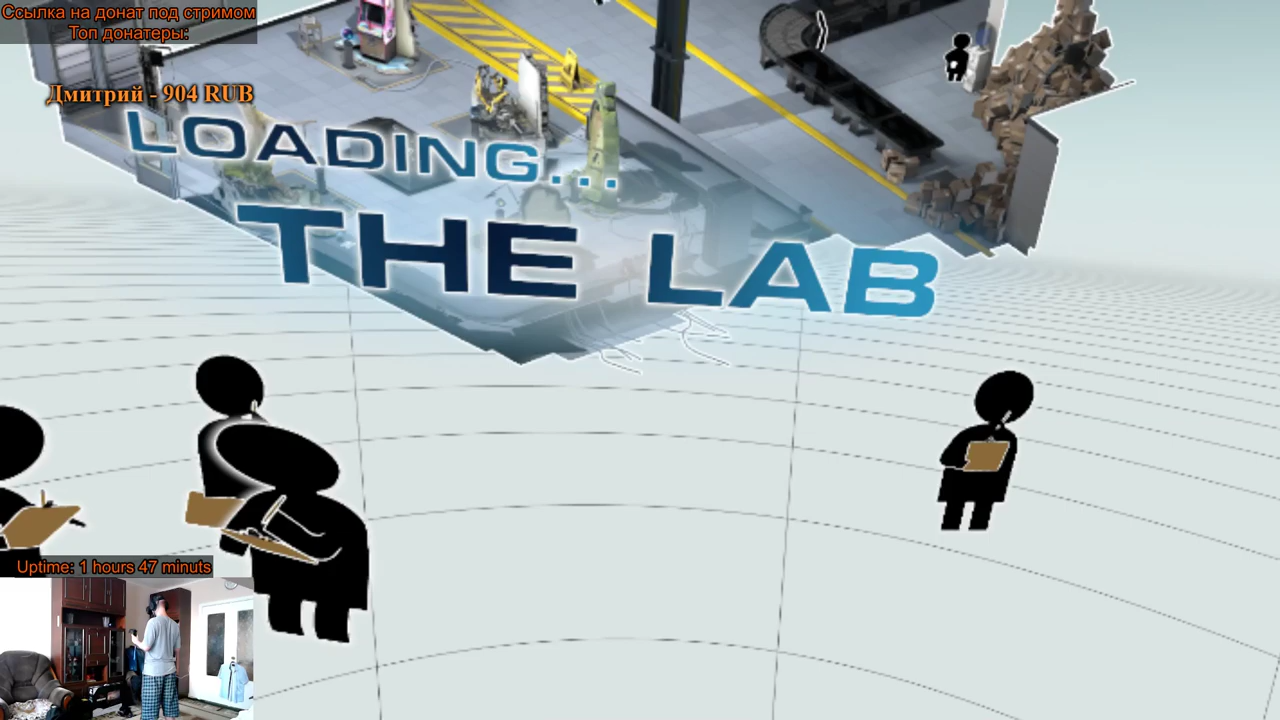 Ссылка на донат под стримом
Топ донатеры:
Дмитрий - 904 RUB
LOADING...
THE LAB
Uptime: 1 hours 47 minuts